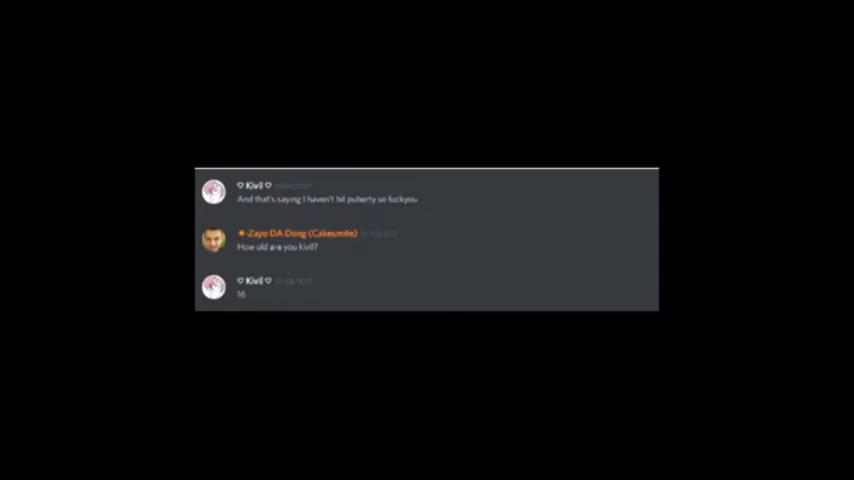 ♡ Kivil ♡
And that's saying I haven't hit puberty so fuckyou
-Zayo DA Dong (Cakesmite)
How old are you kivil?
♡ Kivil ♡
16